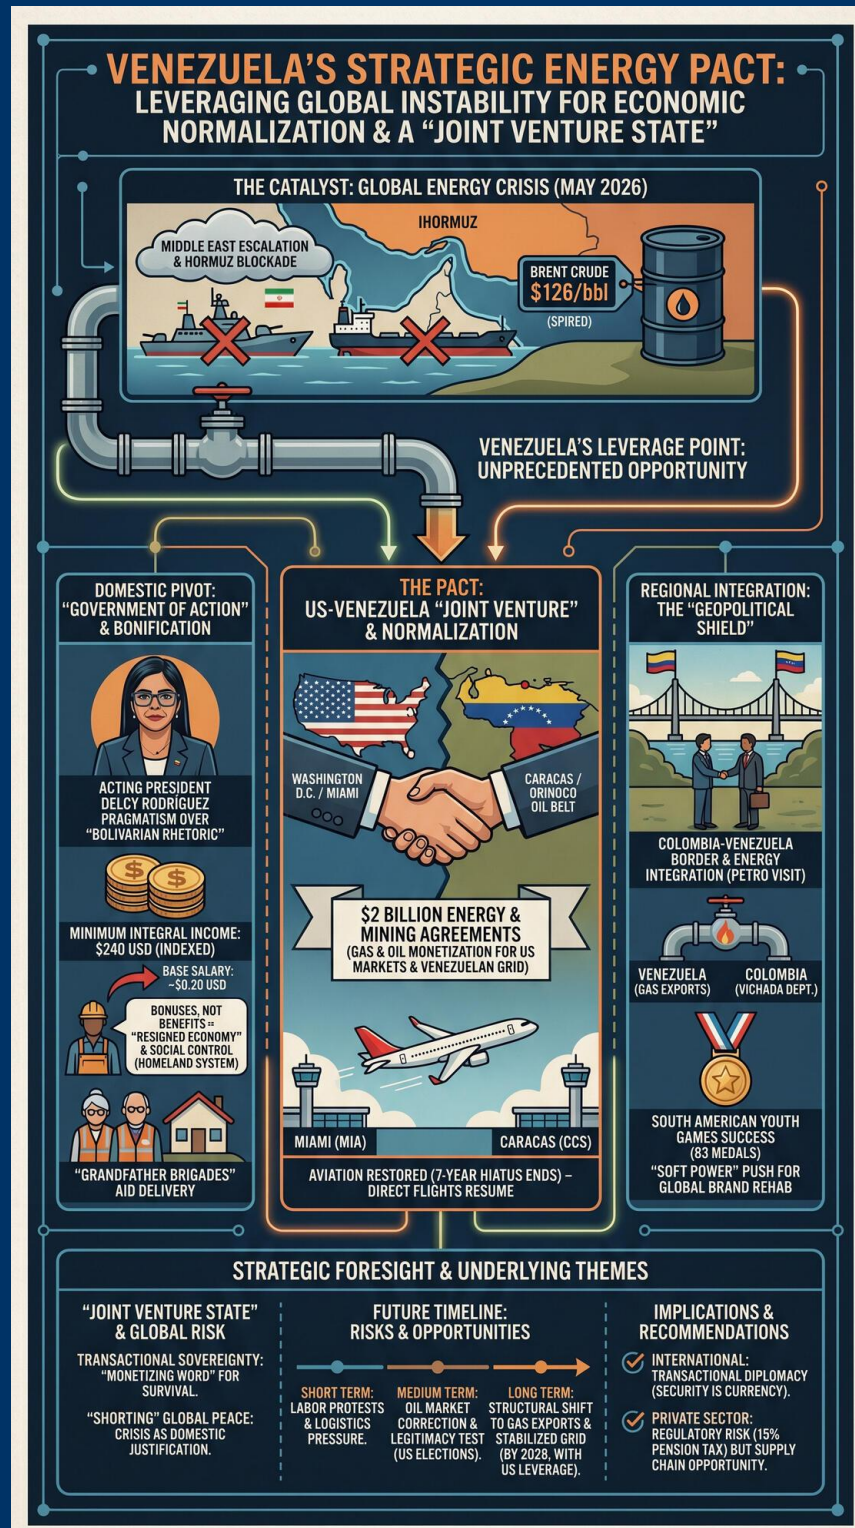 VENEZUELA'S STRATEGIC ENERGY PACT:
LEVERAGING GLOBAL INSTABILITY FOR ECONOMIC
NORMALIZATION & A "JOINT VENTURE STATE"
THE CATALYST: GLOBAL ENERGY CRISIS (MAY 2026)
MIDDLE EAST ESCALATION
& HORMUZ BLOCKADE
IHORMUZ
BRENT CRUDE
$126/bbl
(SPIRED)
VENEZUELA'S LEVERAGE POINT:
UNPRECEDENTED OPPORTUNITY
DOMESTIC PIVOT:
"GOVERNMENT OF ACTION"
& BONIFICATION
ACTING PRESIDENT
DELCY RODRÍGUEZ
PRAGMATISM OVER
"BOLIVARIAN RHETORIC"
MINIMUM INTEGRAL INCOME:
$240 USD (INDEXED)
BASE SALARY:
~$0.20 USD
BONUSES, NOT
BENEFITS =
"RESIGNED ECONOMY"
& SOCIAL CONTROL
(HOMELAND SYSTEM)
"GRANDFATHER BRIGADES"
AID DELIVERY
THE PACT:
US-VENEZUELA "JOINT VENTURE"
& NORMALIZATION
WASHINGTON
D.C. / MIAMI
CARACAS /
ORINOCO
OIL BELT
$2 BILLION ENERGY &
MINING AGREEMENTS
(GAS & OIL MONETIZATION FOR US
MARKETS & VENEZUELAN GRID)
MIAMI (MIA)
CARACAS (CCS)
AVIATION RESTORED (7-YEAR HIATUS ENDS) –
DIRECT FLIGHTS RESUME
REGIONAL INTEGRATION:
THE "GEOPOLITICAL
SHIELD"
COLOMBIA-VENEZUELA
BORDER & ENERGY
INTEGRATION (PETRO VISIT)
VENEZUELA
(GAS EXPORTS)
COLOMBIA
(VICHADA DEPT.)
SOUTH AMERICAN YOUTH
GAMES SUCCESS
(83 MEDALS)
"SOFT POWER" PUSH FOR
GLOBAL BRAND REHAB
STRATEGIC FORESIGHT & UNDERLYING THEMES
"JOINT VENTURE STATE"
& GLOBAL RISK
TRANSACTIONAL SOVEREIGNTY:
"MONETIZING WORD" FOR
SURVIVAL.
"SHORTING" GLOBAL PEACE:
CRISIS AS DOMESTIC
JUSTIFICATION.
FUTURE TIMELINE:
RISKS & OPPORTUNITIES
SHORT TERM:
LABOR PROTESTS
& LOGISTICS
PRESSURE.
MEDIUM TERM:
OIL MARKET
CORRECTION &
LEGITIMACY TEST
(US ELECTIONS).
LONG TERM:
STRUCTURAL SHIFT
TO GAS EXPORTS &
STABILIZED GRID
(BY 2028, WITH
US LEVERAGE).
IMPLICATIONS &
RECOMMENDATIONS
INTERNATIONAL:
TRANSACTIONAL DIPLOMACY
(SECURITY IS CURRENCY).
PRIVATE SECTOR:
REGULATORY RISK (15%
PENSION TAX) BUT SUPPLY
CHAIN OPPORTUNITY.